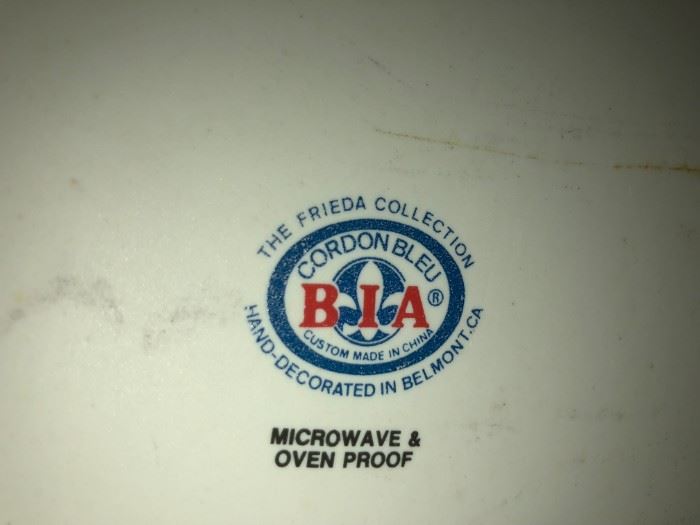 THE FRIEDA COLLECTION
CORDON BLEU
BIA®
CUSTOM MADE IN CHINA
HAND-DECORATED IN BELMONT.CA
MICROWAVE &
OVEN PROOF